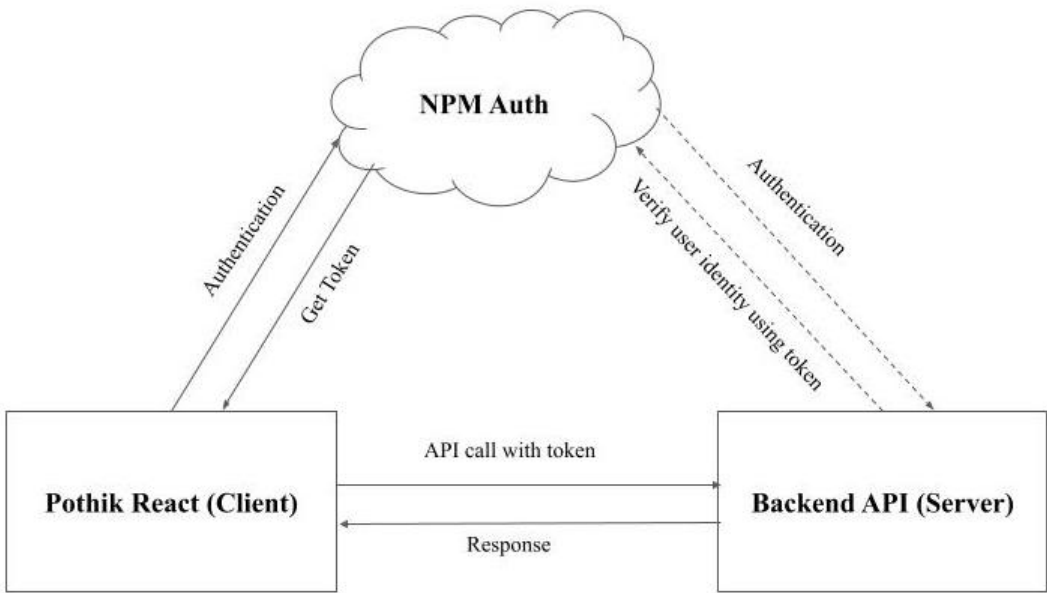 NPM Auth
Authentication
Get Token
Authentication
Verify user identity using token
Pothik React (Client)
API call with token
Response
Backend API (Server)